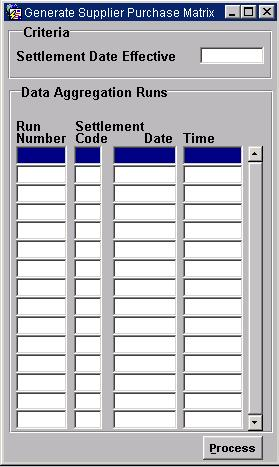 Generate Supplier Purchase Matrix
Criteria
Settlement Date Effective
Data Aggregation Runs
Run Settlement
Number Code Date Time
Process